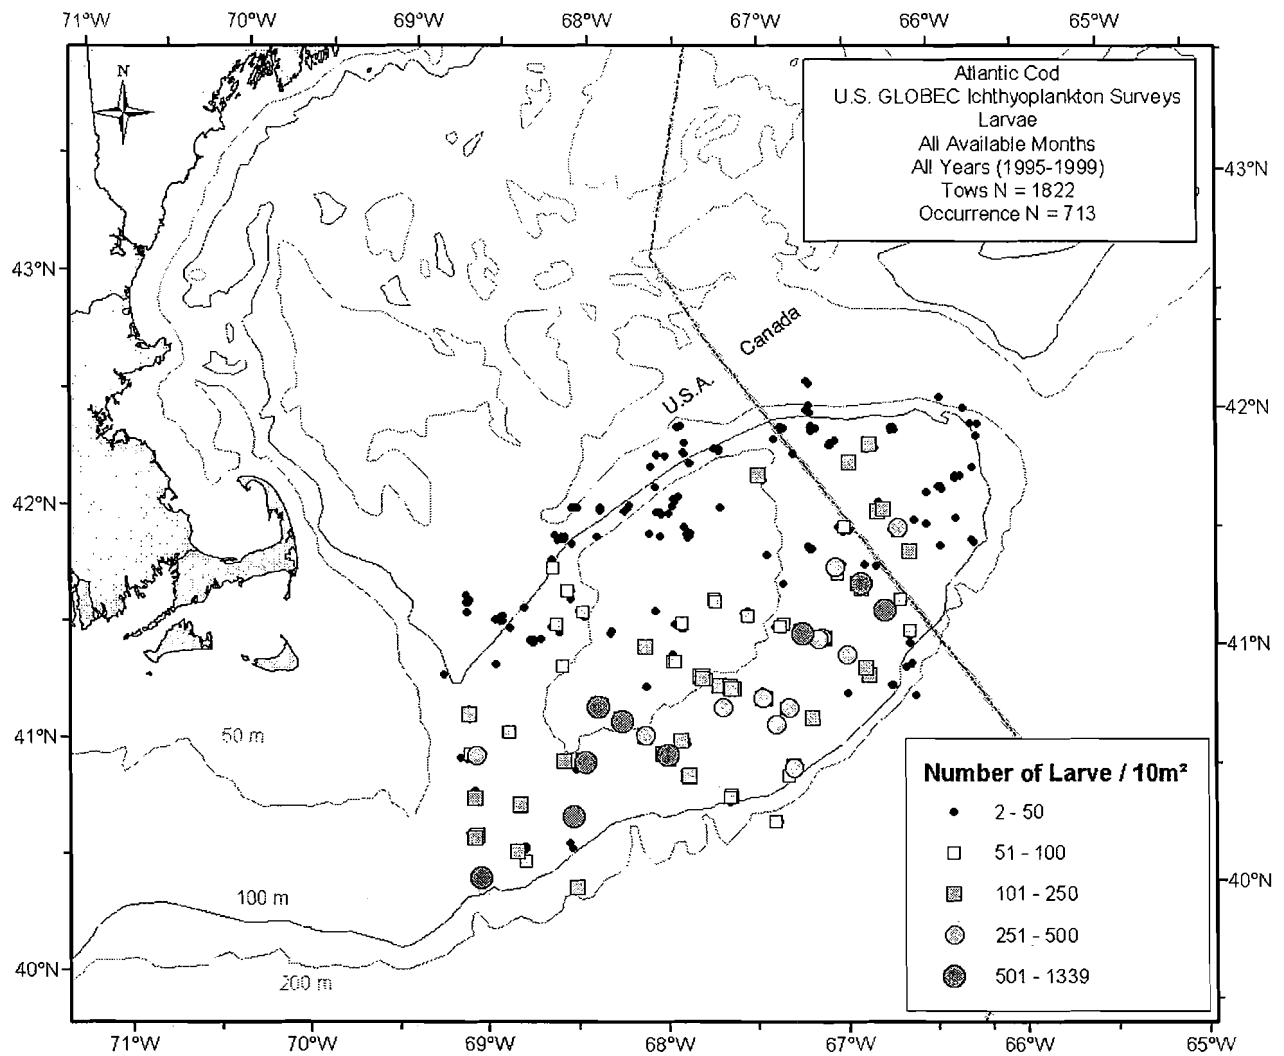 71°W 70°W 69°W 68°W 67°W 66°W 65°W
N
Atlantic Cod
U.S. GLOBEC Ichthyoplankton Surveys
Larvae
All Available Months
All Years (1995-1999)
Tows N = 1822
Occurrence N = 713
43°N
43°N
Canada
U.S.A.
42°N
42°N
41°N
41°N
50 m
Number of Larve / 10m²
2 - 50
51 - 100
101 - 250
251 - 500
501 - 1339
40°N
100 m
40°N
200 m
71°W 70°W 69°W 68°W 67°W 66°W 65°W